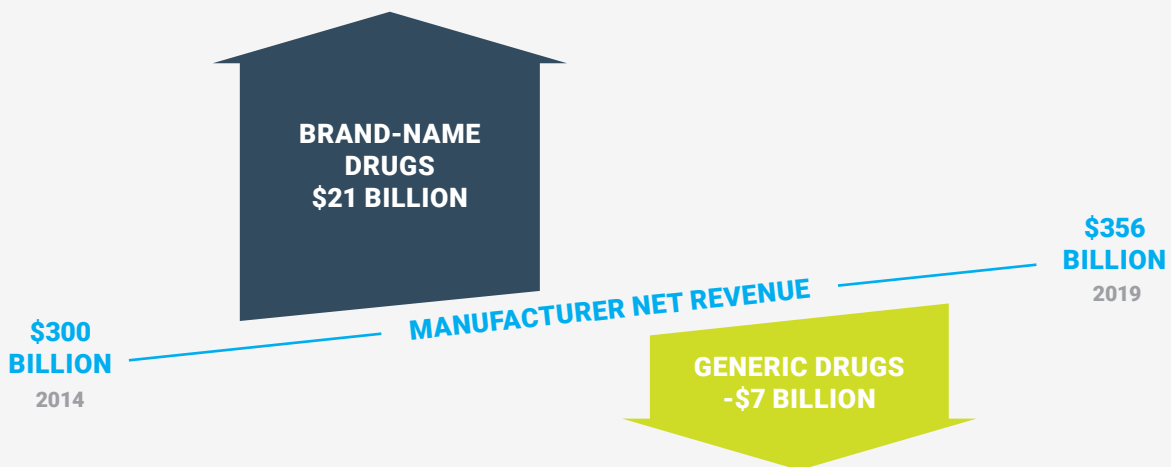 BRAND-NAME
DRUGS
$21 BILLION
$356
BILLION
2019
MANUFACTURER NET REVENUE
$300
BILLION
2014
GENERIC DRUGS
-$7 BILLION